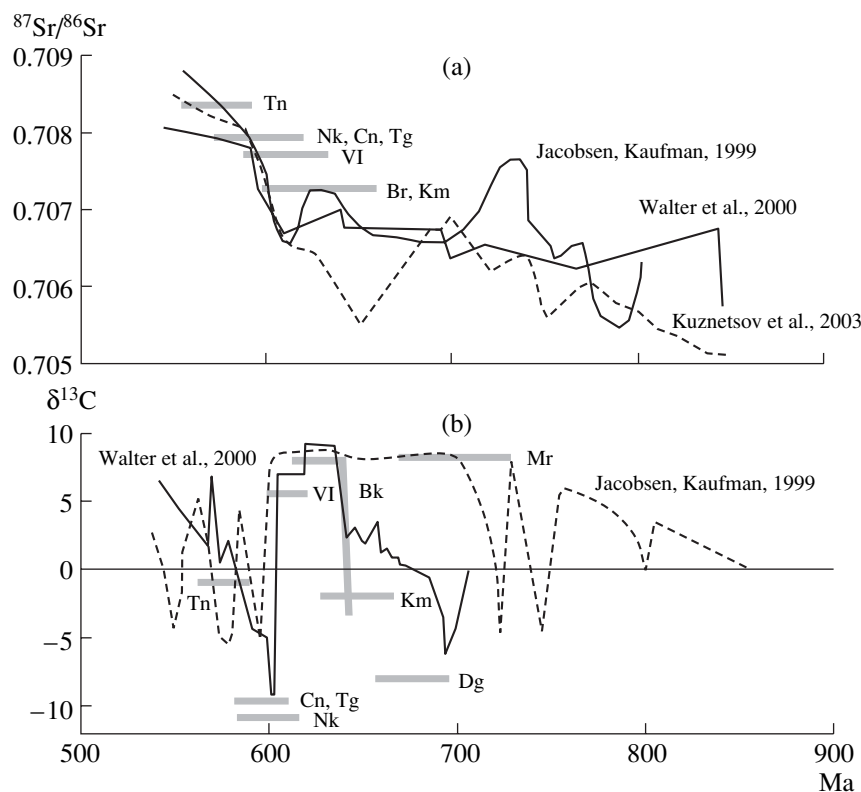 ⁸⁷Sr/⁸⁶Sr
(a)
0.709
Tn
0.708
Nk, Cn, Tg
VI
Jacobsen, Kaufman, 1999
Br, Km
0.707
Walter et al., 2000
0.706
Kuznetsov et al., 2003
0.705
δ¹³C
(b)
10
Walter et al., 2000
Mr
Jacobsen, Kaufman, 1999
Bk
5
VI
0
Tn
Km
−5
Dg
Cn, Tg
−10
Nk
500 600 700 800 900
Ma